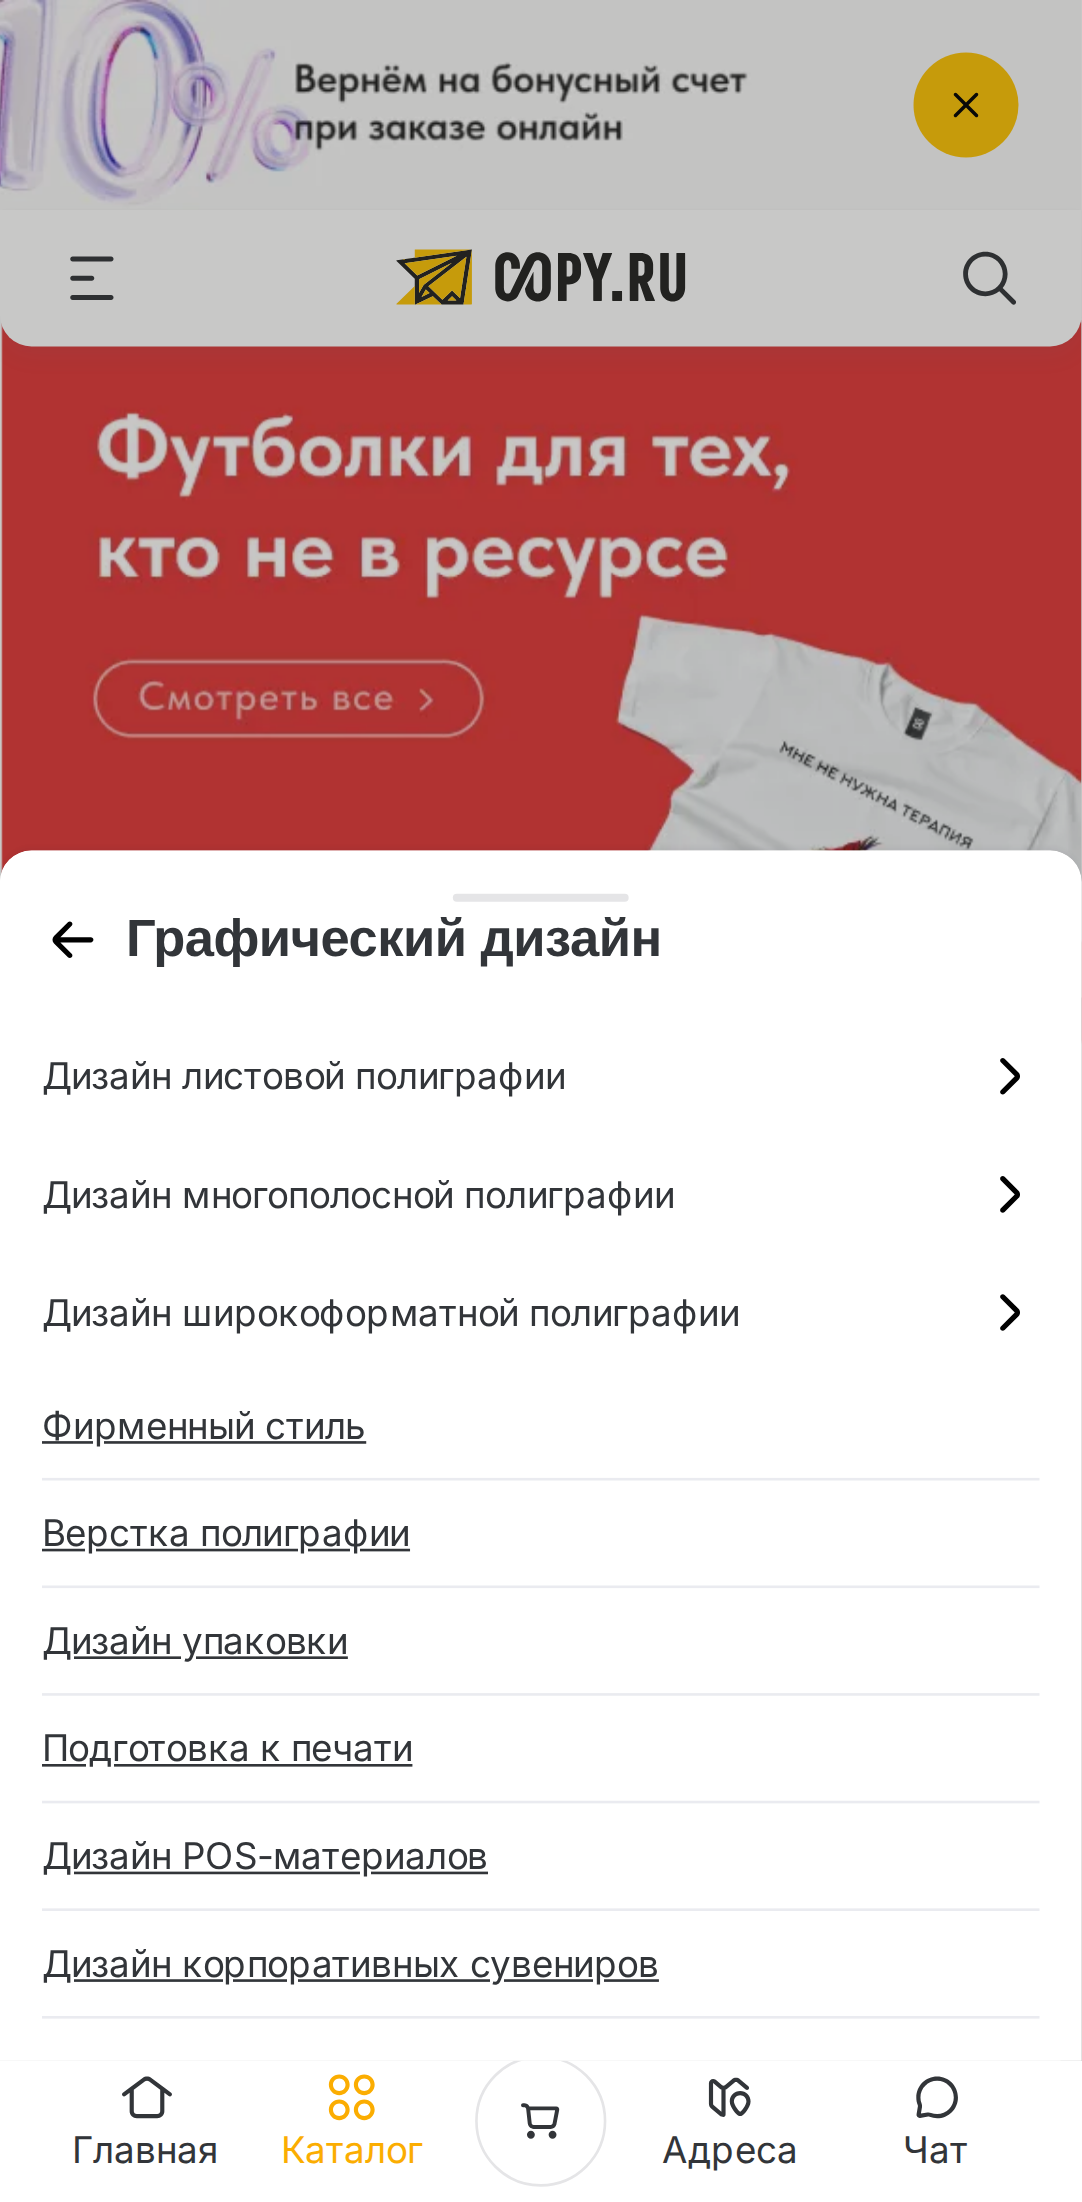 10%
Вернём на бонусный счет
при заказе онлайн
COPY.RU
Футболки для тех,
кто не в ресурсе
Смотреть все
МНЕ НЕ НУЖНА ТЕРАПИЯ
Графический дизайн
Дизайн листовой полиграфии
Дизайн многополосной полиграфии
Дизайн широкоформатной полиграфии
Фирменный стиль
Верстка полиграфии
Дизайн упаковки
Подготовка к печати
Дизайн POS-материалов
Дизайн корпоративных сувениров
Главная
Каталог
Адреса
Чат